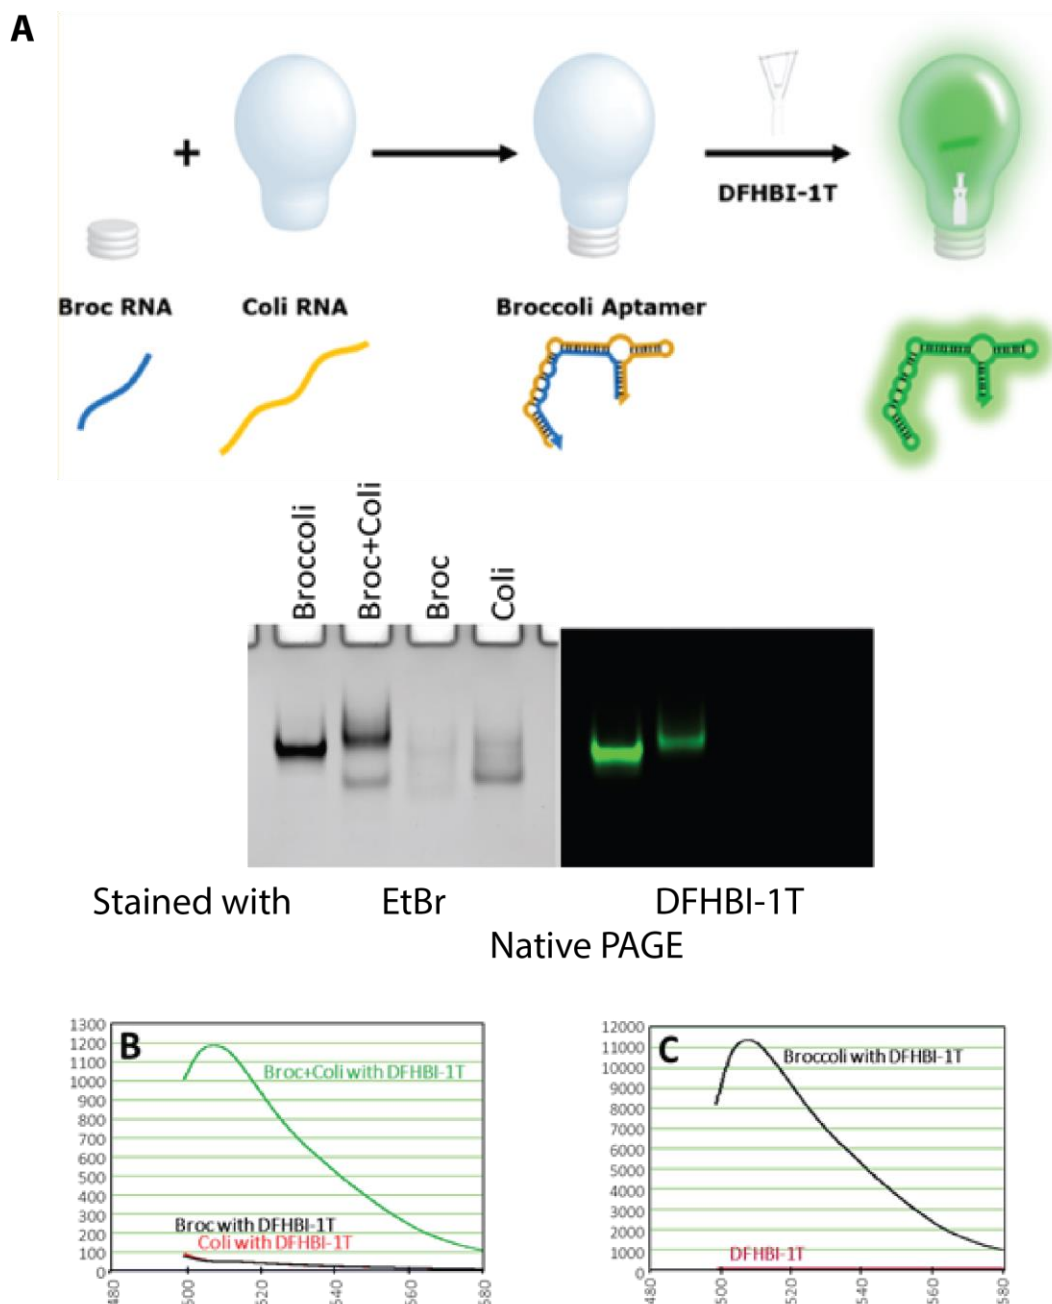 A
+
DFHBI-1T
Broc RNA
Coli RNA
Broccoli Aptamer
Broccoli
Broc+Coli
Broc
Coli
Stained with
EtBr
DFHBI-1T
Native PAGE
B
1300
1200
1100
1000
900
800
700
600
500
400
300
200
100
0
Broc+Coli with DFHBI-1T
Broc with DFHBI-1T
Coli with DFHBI-1T
480
500
520
540
560
580
C
12000
11000
10000
9000
8000
7000
6000
5000
4000
3000
2000
1000
0
Broccoli with DFHBI-1T
DFHBI-1T
480
500
520
540
560
580